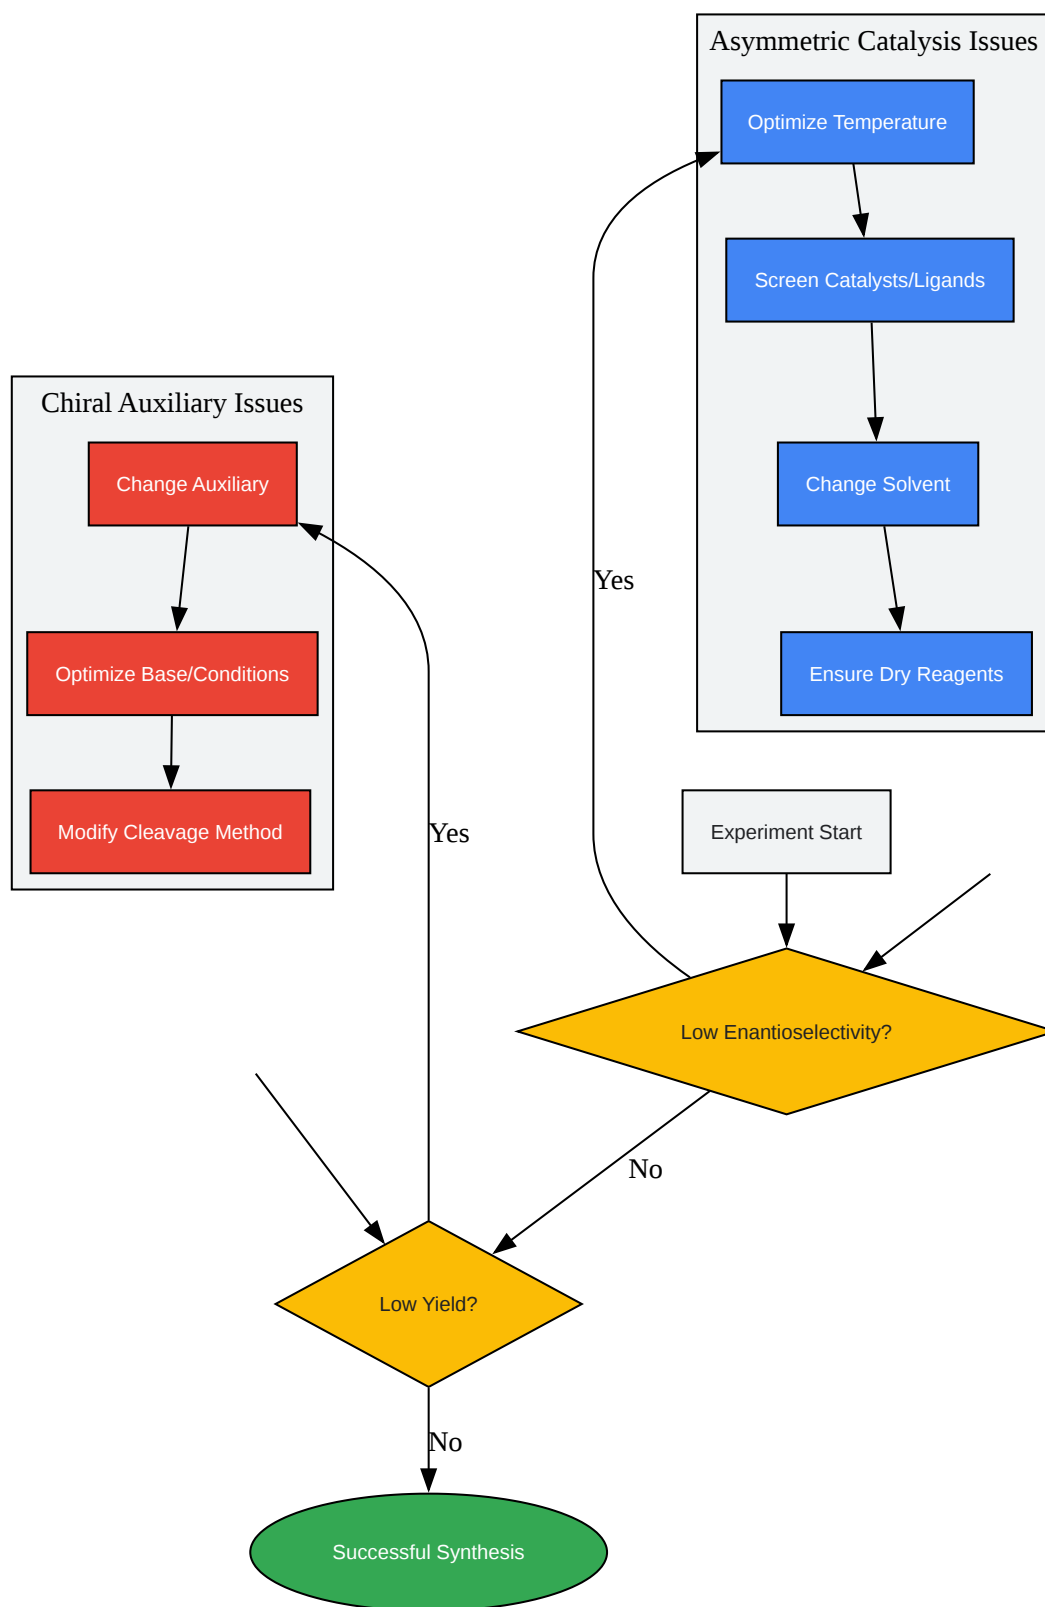 Asymmetric Catalysis Issues
Optimize Temperature
Screen Catalysts/Ligands
Chiral Auxiliary Issues
Change Auxiliary
Change Solvent
Yes
Optimize Base/Conditions
Ensure Dry Reagents
Modify Cleavage Method
Yes
Experiment Start
Low Enantioselectivity?
No
Low Yield?
No
Successful Synthesis